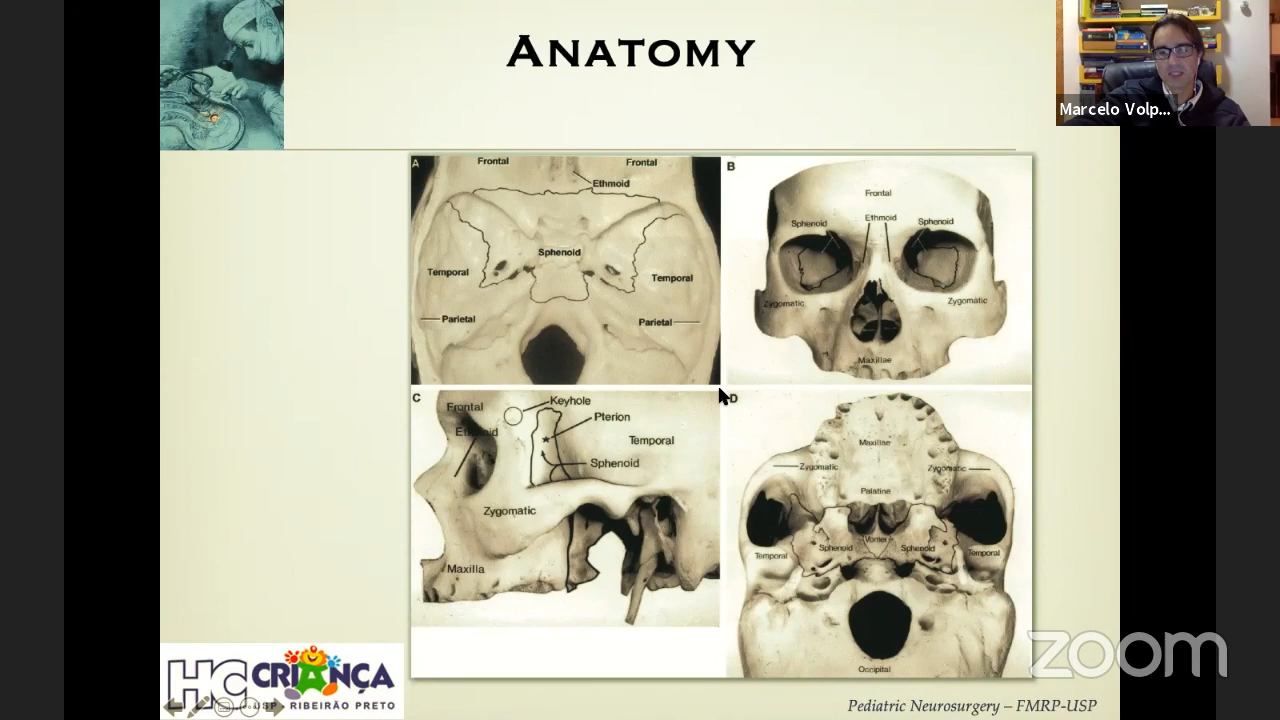 ANATOMY
Marcelo Volp...
A
Frontal
Frontal
Ethmoid
Sphenoid
Temporal
Temporal
Parietal
Parietal
B
Frontal
Sphenoid
Ethmoid
Sphenoid
Zygomatic
Zygomatic
Maxillae
C
Frontal
Keyhole
Ethmoid
Pterion
Temporal
Sphenoid
Zygomatic
Maxilla
D
Maxillae
Zygomatic
Zygomatic
Palatine
Vomer
Sphenoid
Sphenoid
Temporal
Temporal
Occipital
HC CRIANÇA
USP RIBEIRÃO PRETO
zoom
Pediatric Neurosurgery – FMRP-USP